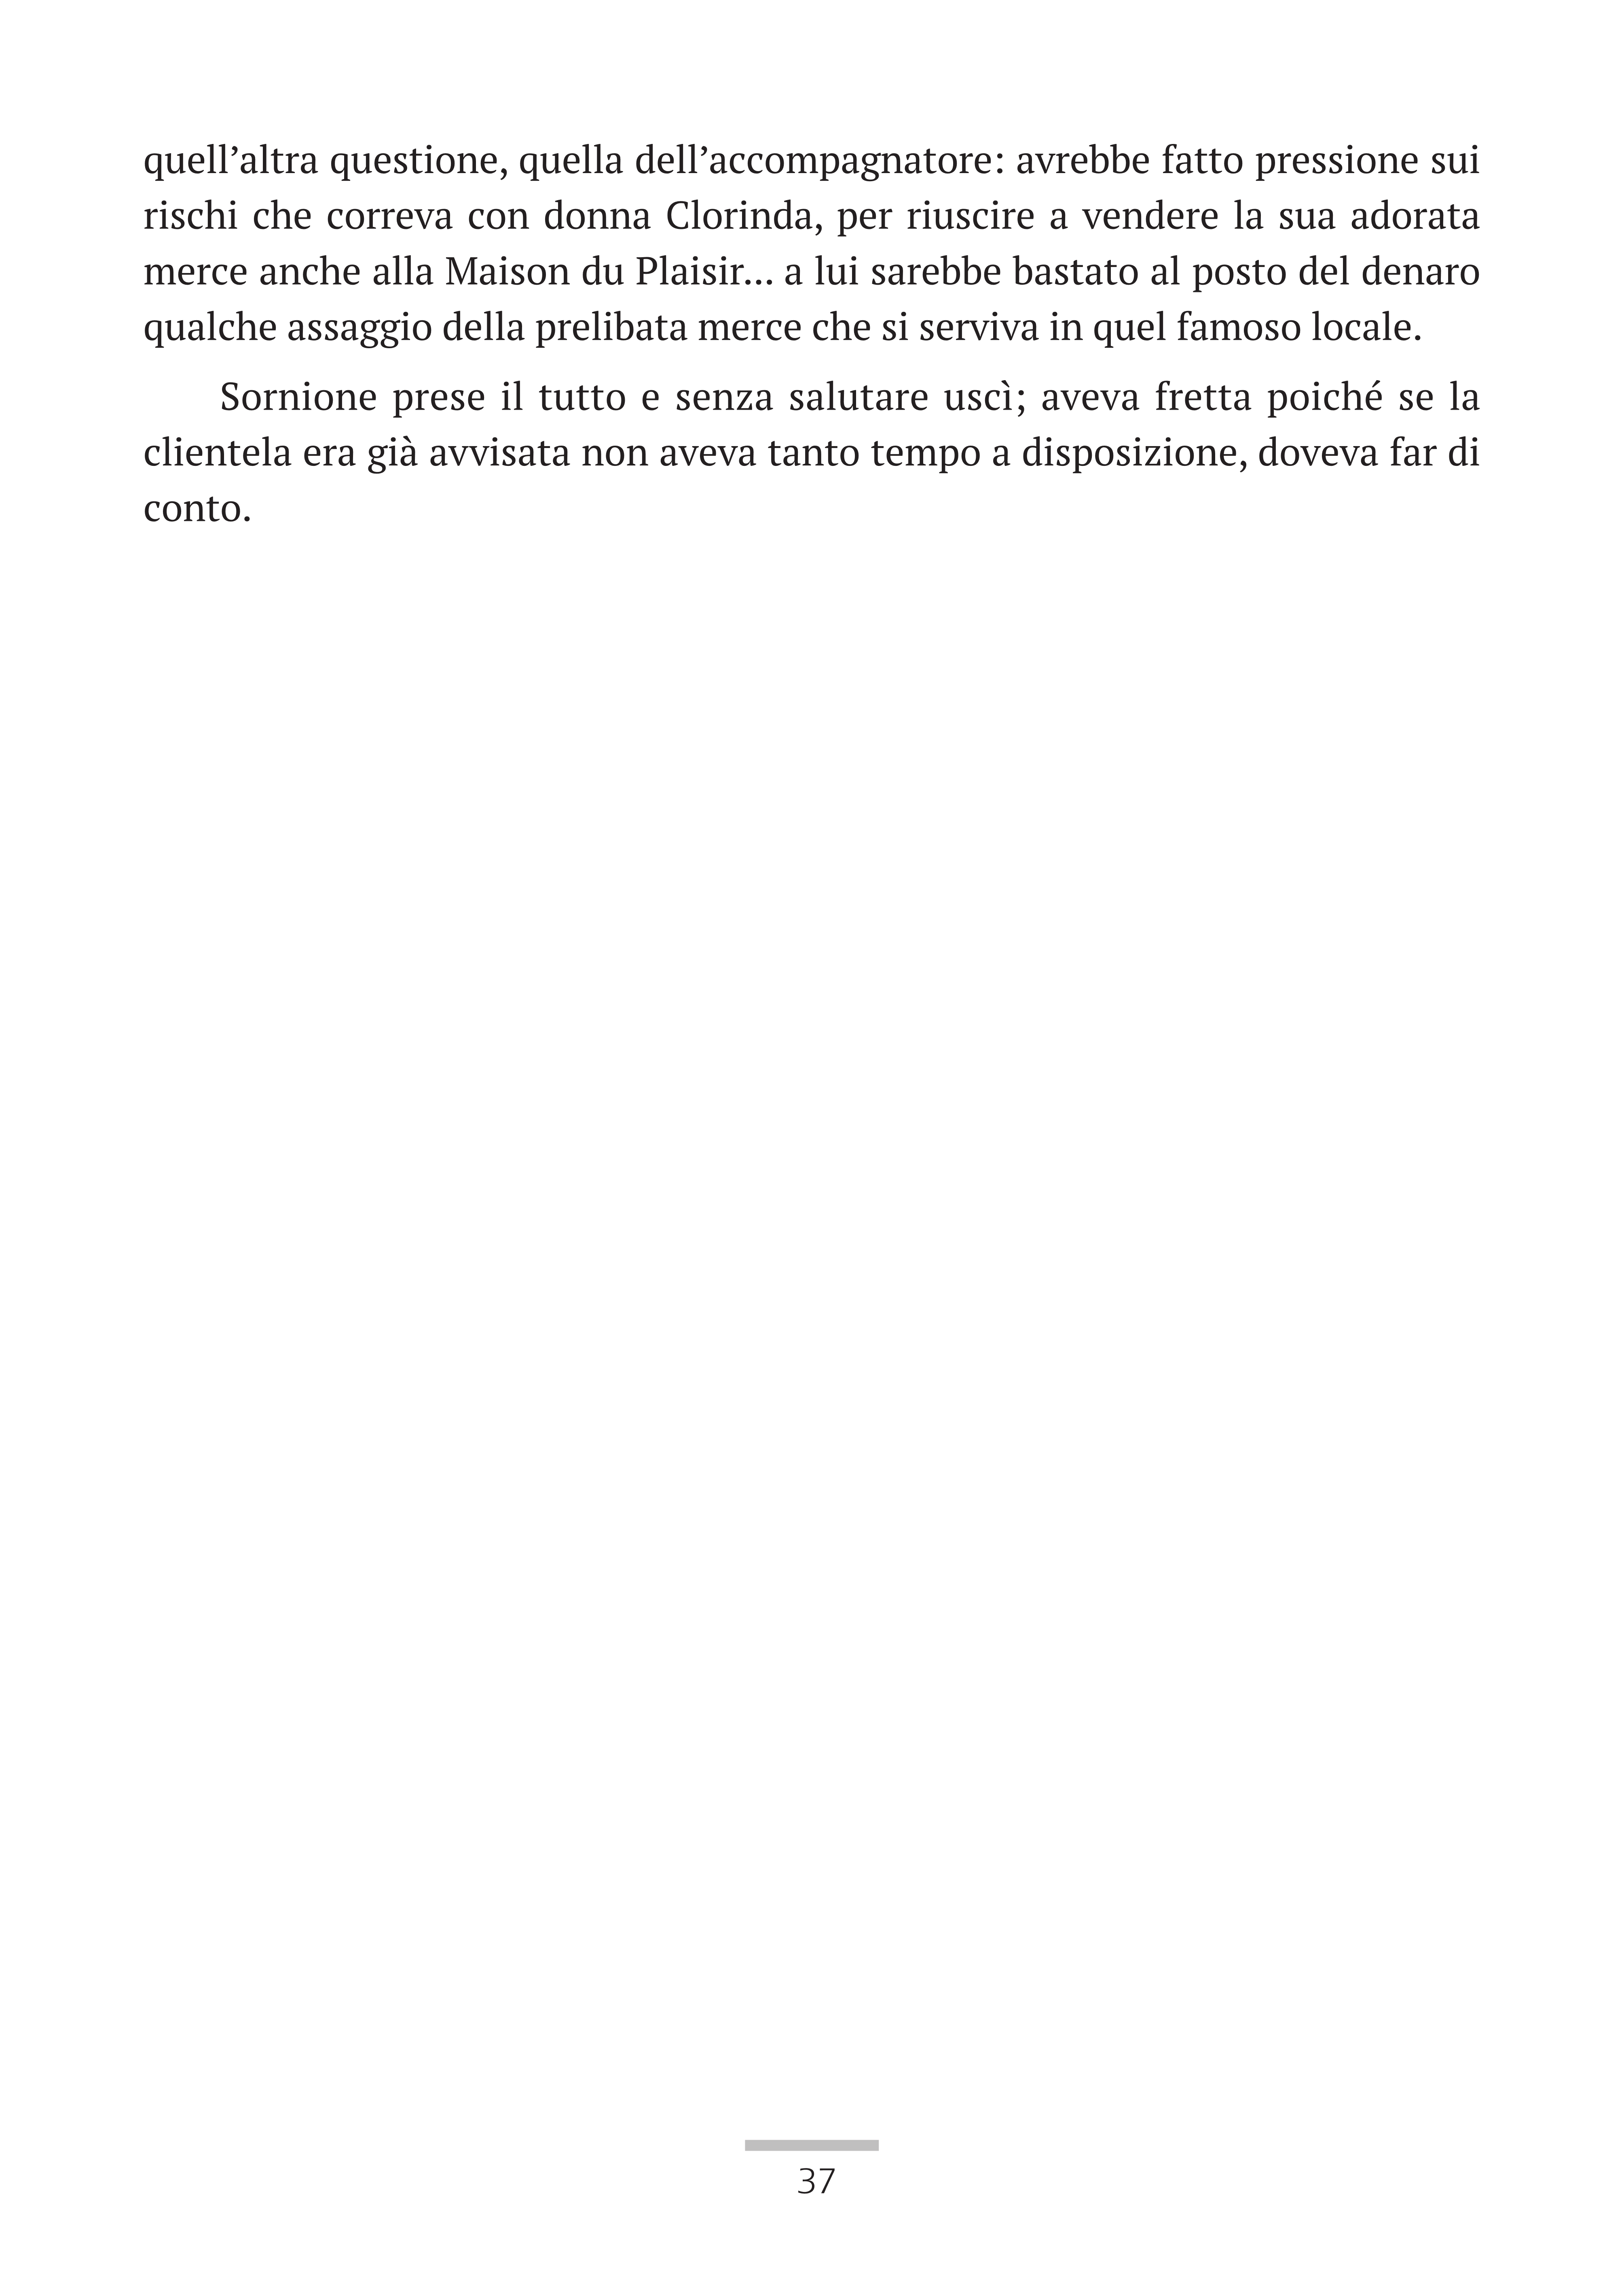 quell’altra questione, quella dell’accompagnatore: avrebbe fatto pressione sui
rischi che correva con donna Clorinda, per riuscire a vendere la sua adorata
merce anche alla Maison du Plaisir... a lui sarebbe bastato al posto del denaro
qualche assaggio della prelibata merce che si serviva in quel famoso locale.
Sornione prese il tutto e senza salutare uscì; aveva fretta poiché se la
clientela era già avvisata non aveva tanto tempo a disposizione, doveva far di
conto.
37